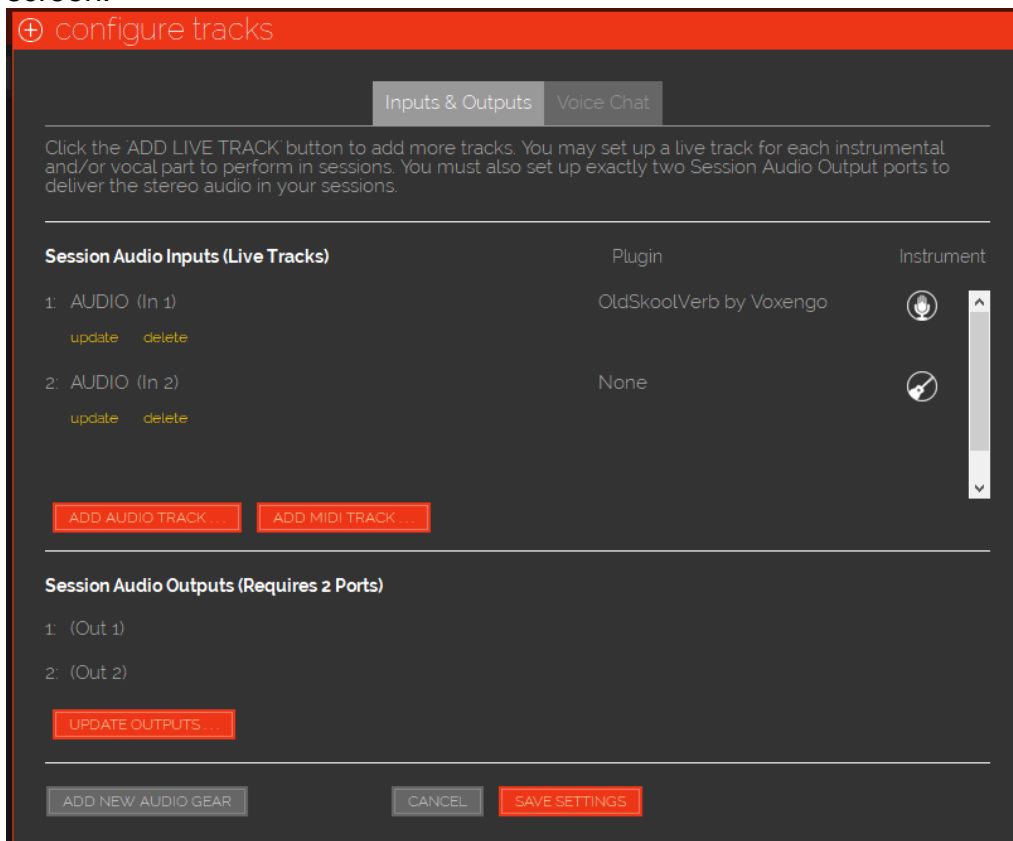 screen.
configure tracks
Inputs & Outputs Voice Chat
Click the 'ADD LIVE TRACK' button to add more tracks. You may set up a live track for each instrumental
and/or vocal part to perform in sessions. You must also set up exactly two Session Audio Output ports to
deliver the stereo audio in your sessions.
Session Audio Inputs (Live Tracks) Plugin Instrument
1: AUDIO (In 1) OldSkoolVerb by Voxengo
update delete
2: AUDIO (In 2) None
update delete
ADD AUDIO TRACK . . . ADD MIDI TRACK . . .
Session Audio Outputs (Requires 2 Ports)
1: (Out 1)
2: (Out 2)
UPDATE OUTPUTS . . .
ADD NEW AUDIO GEAR CANCEL SAVE SETTINGS